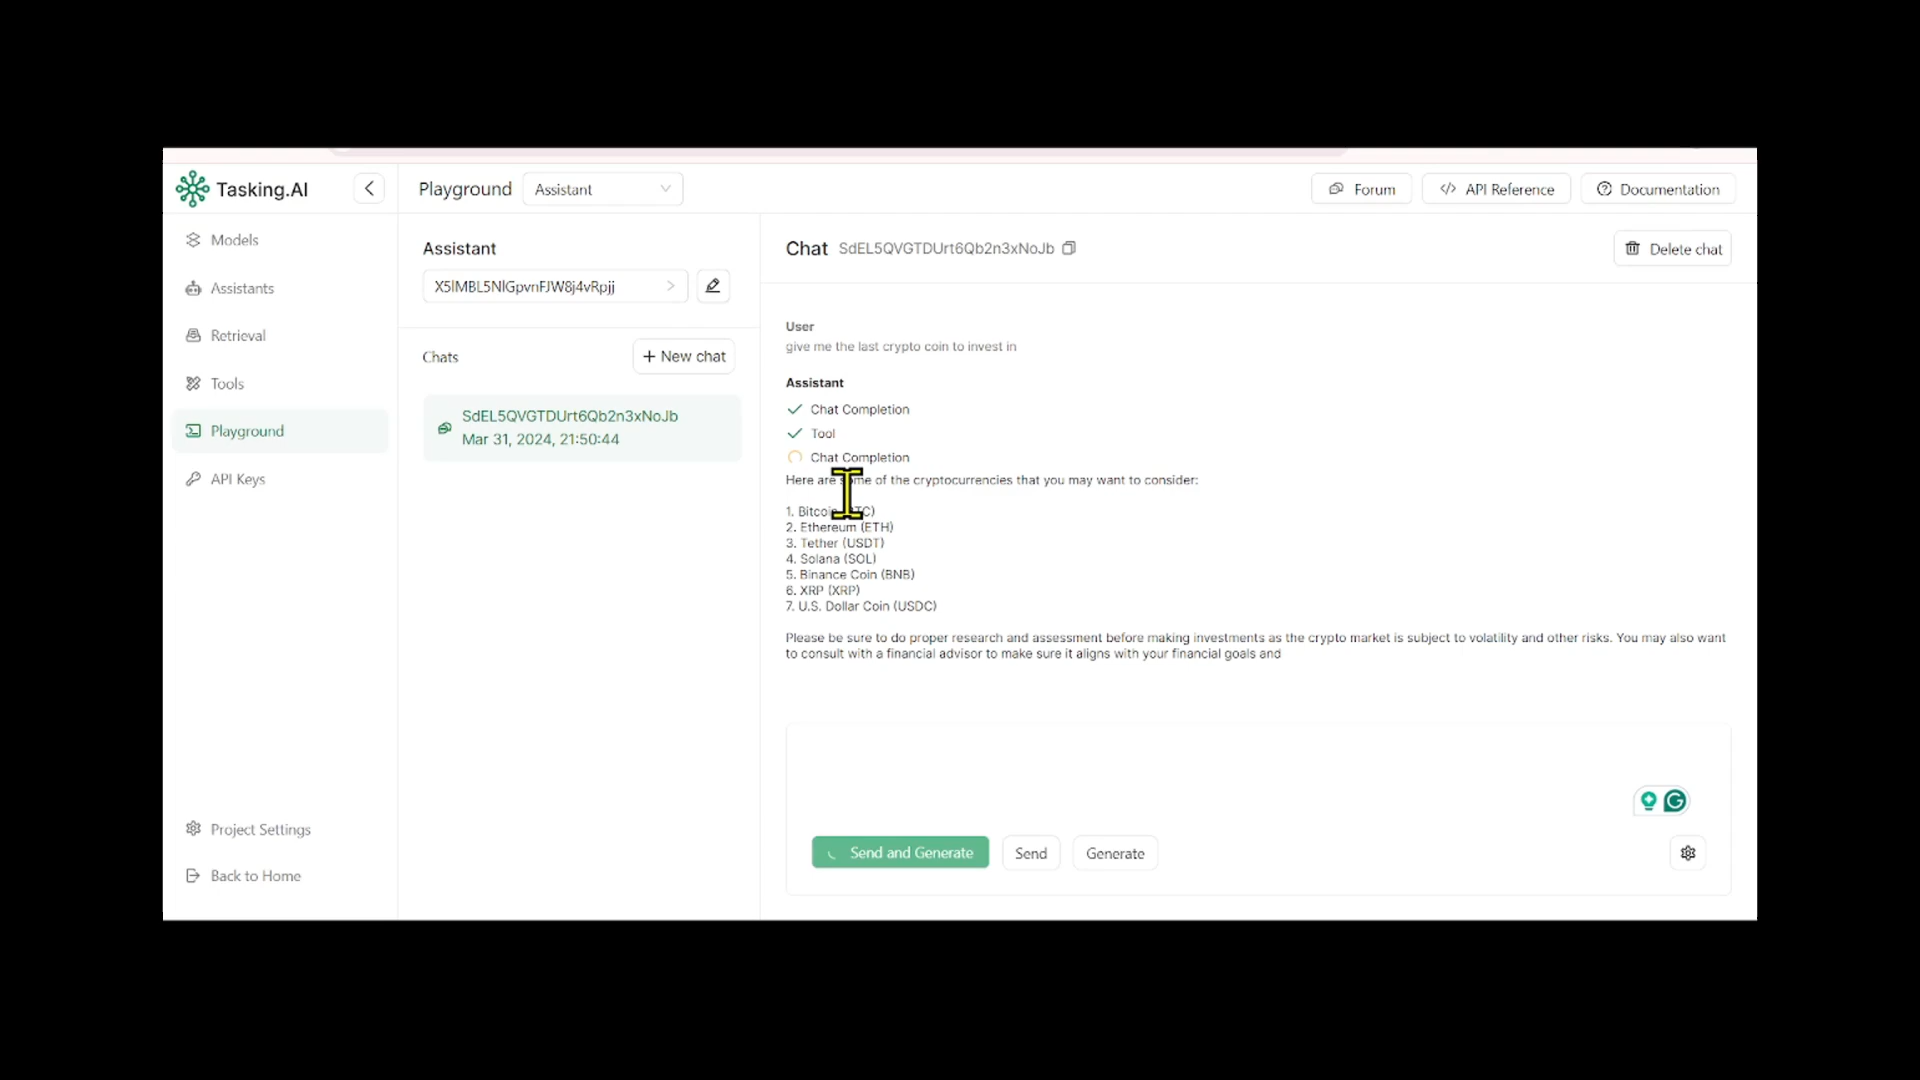 Tasking.AI
Playground
Assistant
Forum
API Reference
Documentation
Models
Assistants
Retrieval
Tools
Playground
API Keys
Project Settings
Back to Home
Assistant
Chats
New chat
SdEL5QVGTDUrt6Qb2n3xNoJb
Mar 31, 2024, 21:50:44
Chat SdEL5QVGTDUrt6Qb2n3xNoJb
Delete chat
User
give me the last crypto coin to invest in
Assistant
Chat Completion
Tool
Chat Completion
Here are some of the cryptocurrencies that you may want to consider:
1. Bitcoin (BTC)
2. Ethereum (ETH)
3. Tether (USDT)
4. Solana (SOL)
5. Binance Coin (BNB)
6. XRP (XRP)
7. U.S. Dollar Coin (USDC)
Please be sure to do proper research and assessment before making investments as the crypto market is subject to volatility and other risks. You may also want
to consult with a financial advisor to make sure it aligns with your financial goals and
Send and Generate
Send
Generate